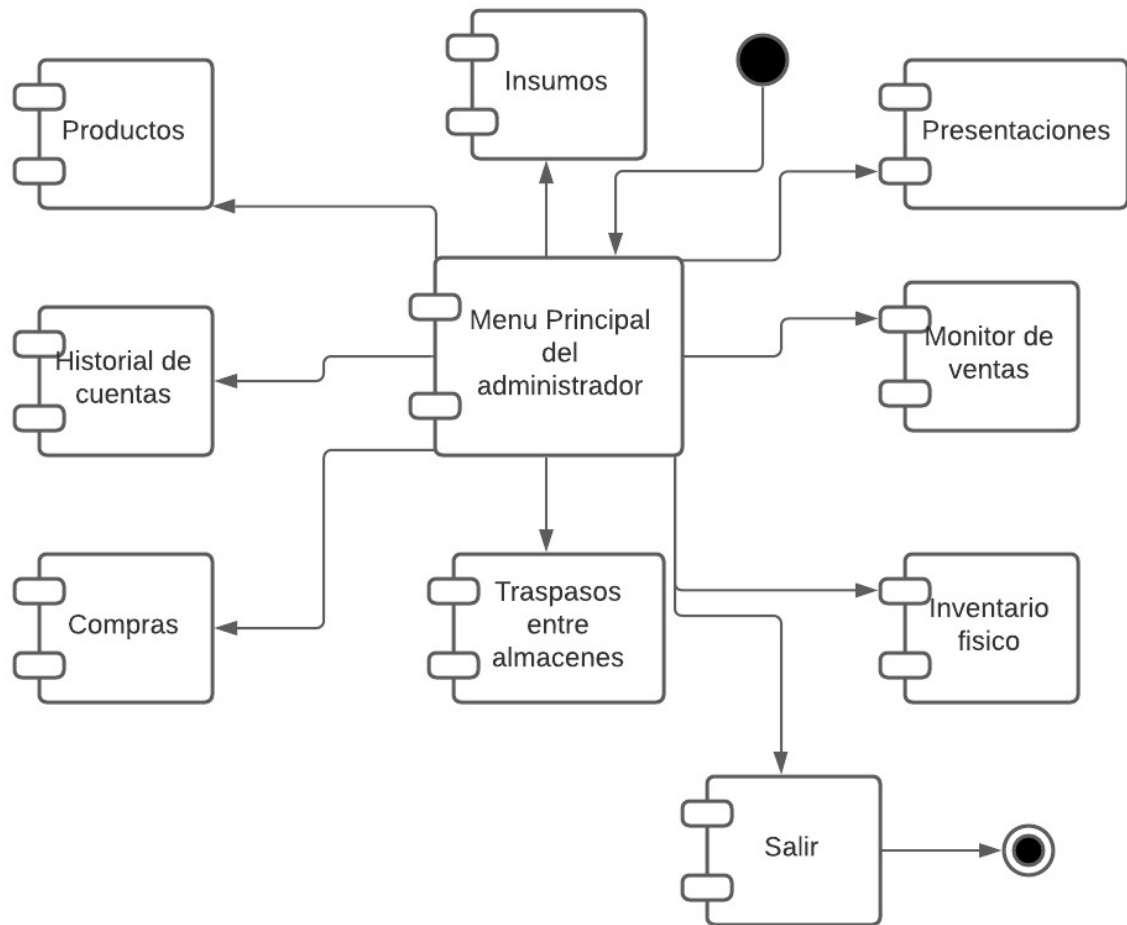 Insumos
Productos
Presentaciones
Menu Principal
del
administrador
Historial de
cuentas
Monitor de
ventas
Compras
Traspasos
entre
almacenes
Inventario
fisico
Salir